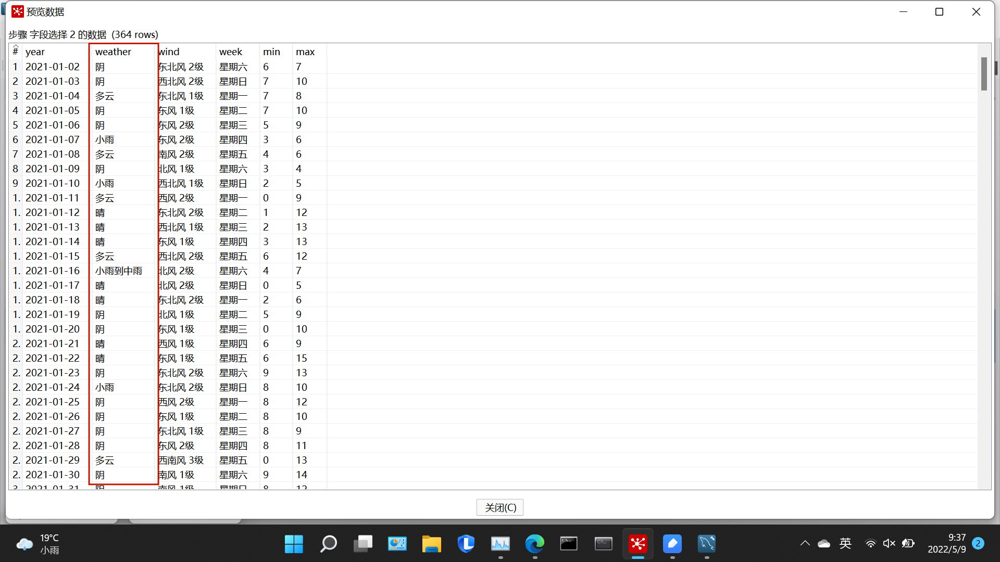 预览数据
步骤 字段选择 2 的数据 (364 rows)
# year weather wind week min max
1 2021-01-02 阴 东北风 2级 星期六 6 7
2 2021-01-03 阴 西北风 2级 星期日 7 10
3 2021-01-04 多云 东北风 1级 星期一 7 8
4 2021-01-05 阴 东风 1级 星期二 7 10
5 2021-01-06 阴 东风 2级 星期三 5 9
6 2021-01-07 小雨 东风 2级 星期四 3 6
7 2021-01-08 多云 南风 2级 星期五 4 6
8 2021-01-09 阴 北风 1级 星期六 3 4
9 2021-01-10 小雨 西北风 1级 星期日 2 5
1. 2021-01-11 多云 西风 2级 星期一 0 9
1. 2021-01-12 晴 东北风 2级 星期二 1 12
1. 2021-01-13 晴 西北风 1级 星期三 2 13
1. 2021-01-14 晴 东风 1级 星期四 3 13
1. 2021-01-15 多云 西北风 2级 星期五 6 12
1. 2021-01-16 小雨到中雨 北风 2级 星期六 4 7
1. 2021-01-17 晴 北风 2级 星期日 0 5
1. 2021-01-18 晴 东北风 2级 星期一 2 6
1. 2021-01-19 阴 北风 1级 星期二 5 9
1. 2021-01-20 阴 东风 1级 星期三 0 10
2. 2021-01-21 晴 西风 1级 星期四 6 9
2. 2021-01-22 晴 东风 1级 星期五 6 15
2. 2021-01-23 阴 东北风 2级 星期六 9 13
2. 2021-01-24 小雨 东北风 2级 星期日 8 10
2. 2021-01-25 阴 西风 2级 星期一 8 12
2. 2021-01-26 阴 东风 1级 星期二 8 10
2. 2021-01-27 阴 东北风 1级 星期三 8 9
2. 2021-01-28 阴 东风 2级 星期四 8 11
2. 2021-01-29 多云 西南风 3级 星期五 0 13
2. 2021-01-30 阴 南风 1级 星期六 9 14
3. 2021-01-31 阴 南风 1级 星期日 8 12
关闭(C)
19°C
小雨
英
9:37
2022/5/9
2